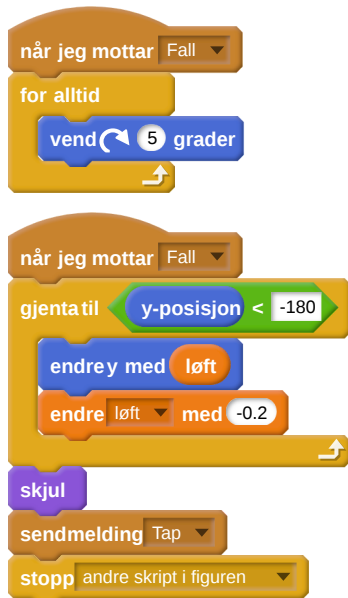 når jeg mottar Fall
for alltid
vend 5 grader
når jeg mottar Fall
gjenta til y-posisjon < -180
endre y med løft
endre løft med -0.2
skjul
sendmelding Tap
stopp andre skript i figuren